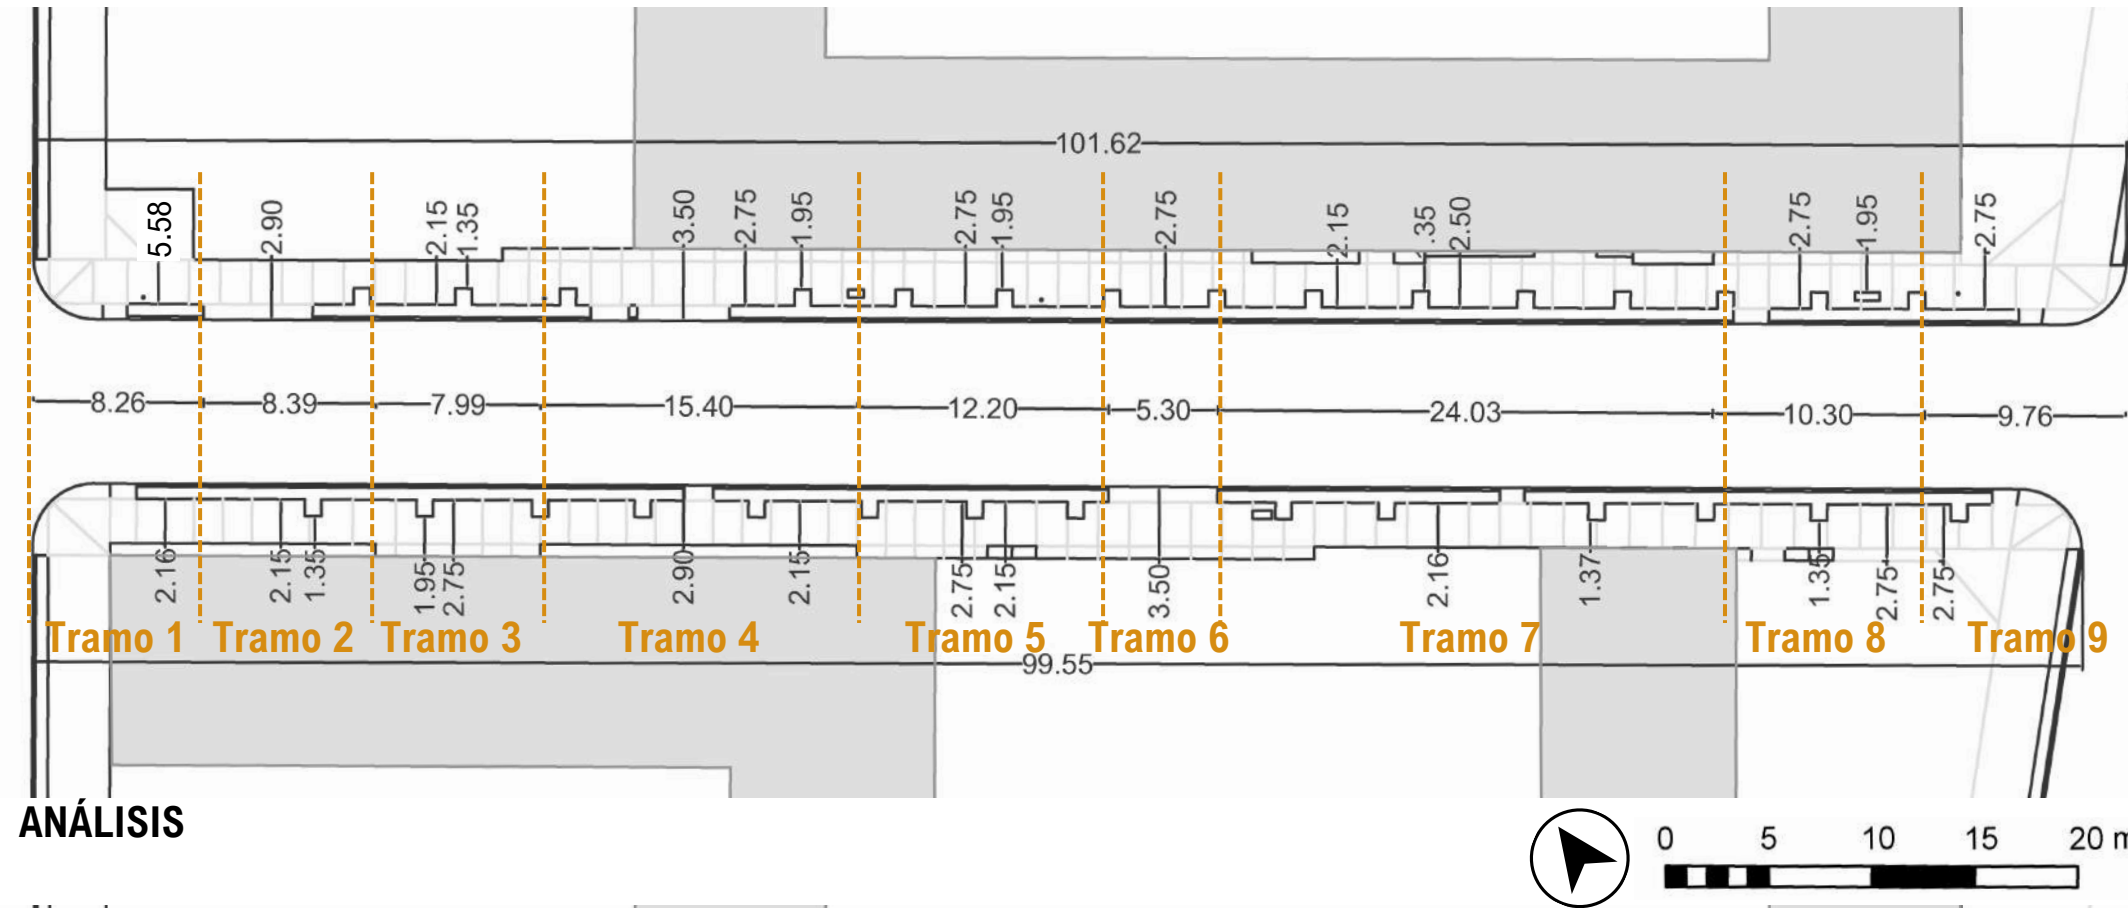 101.62
5.58 2.90 2.15 1.35 3.50 2.75 1.95 2.75 1.95 2.75 2.15 .35 2.50 2.75 1.95 2.75
8.26 8.39 7.99 15.40 12.20 5.30 24.03 10.30 9.76
2.16 2.15 1.35 1.95 2.75 2.90 2.15 2.75 2.15 3.50 2.16 1.37 1.35 2.75 2.75
Tramo 1 Tramo 2 Tramo 3 Tramo 4 Tramo 5 Tramo 6 Tramo 7 Tramo 8 Tramo 9
99.55
ANÁLISIS
0 5 10 15 20 m